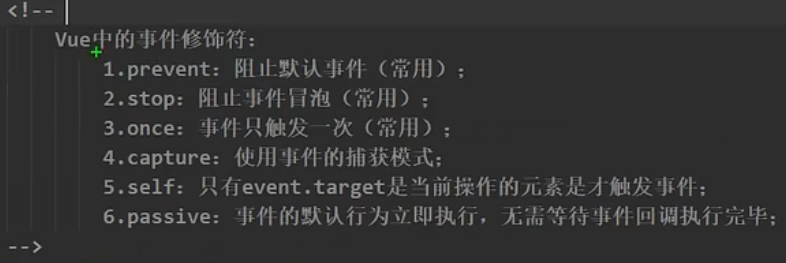 <!--
Vue中的事件修饰符：
1.prevent：阻止默认事件（常用）；
2.stop：阻止事件冒泡（常用）；
3.once：事件只触发一次（常用）；
4.capture：使用事件的捕获模式；
5.self：只有event.target是当前操作的元素是才触发事件；
6.passive：事件的默认行为立即执行，无需等待事件回调执行完毕；
-->